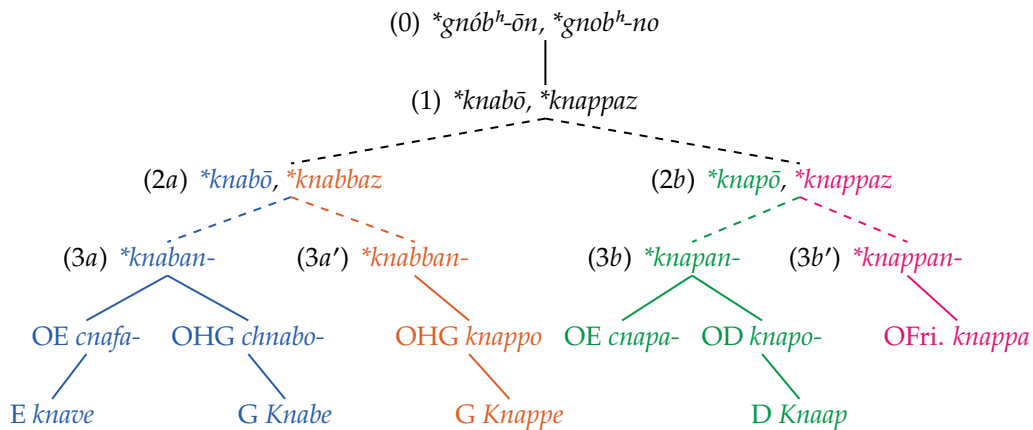 (0) *gnóbʰ-ōn, *gnobʰ-no
(1) *knabō, *knappaz
(2a) *knabō, *knabbaz (2b) *knapō, *knappaz
(3a) *knaban- (3a′) *knabban- (3b) *knapan- (3b′) *knappan-
OE cnafa- OHG chnabo- OHG knappo OE cnapa- OD knapo- OFri. knappa
E knave G Knabe G Knappe D Knaap